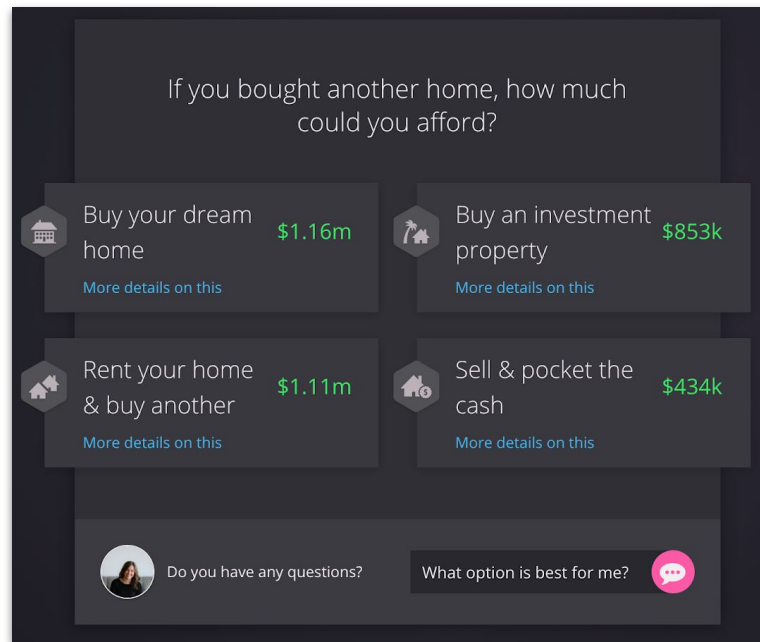 If you bought another home, how much
could you afford?
Buy your dream
home
$1.16m
More details on this
Buy an investment
property
$853k
More details on this
Rent your home
& buy another
$1.11m
More details on this
Sell & pocket the
cash
$434k
More details on this
Do you have any questions?
What option is best for me?